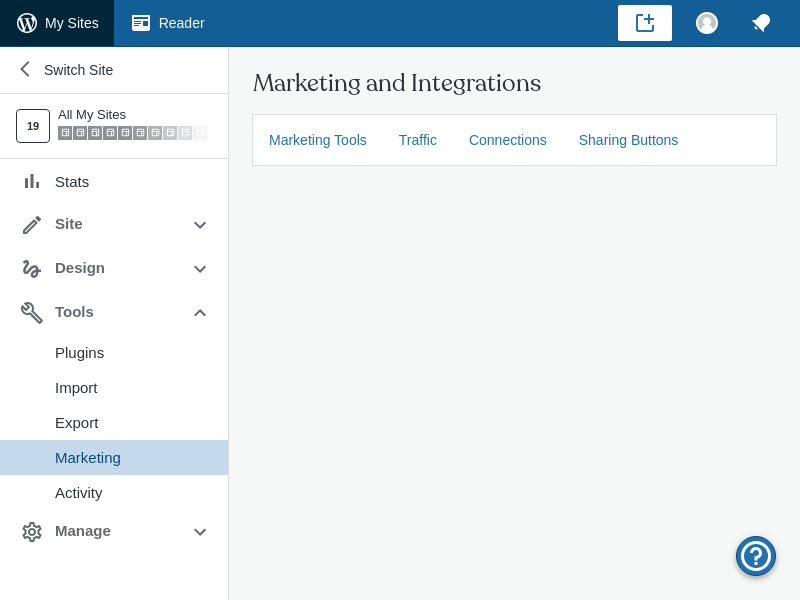 My Sites
Reader
Switch Site
19
All My Sites
Stats
Site
Design
Tools
Plugins
Import
Export
Marketing
Activity
Manage
Marketing and Integrations
Marketing Tools Traffic Connections Sharing Buttons
?